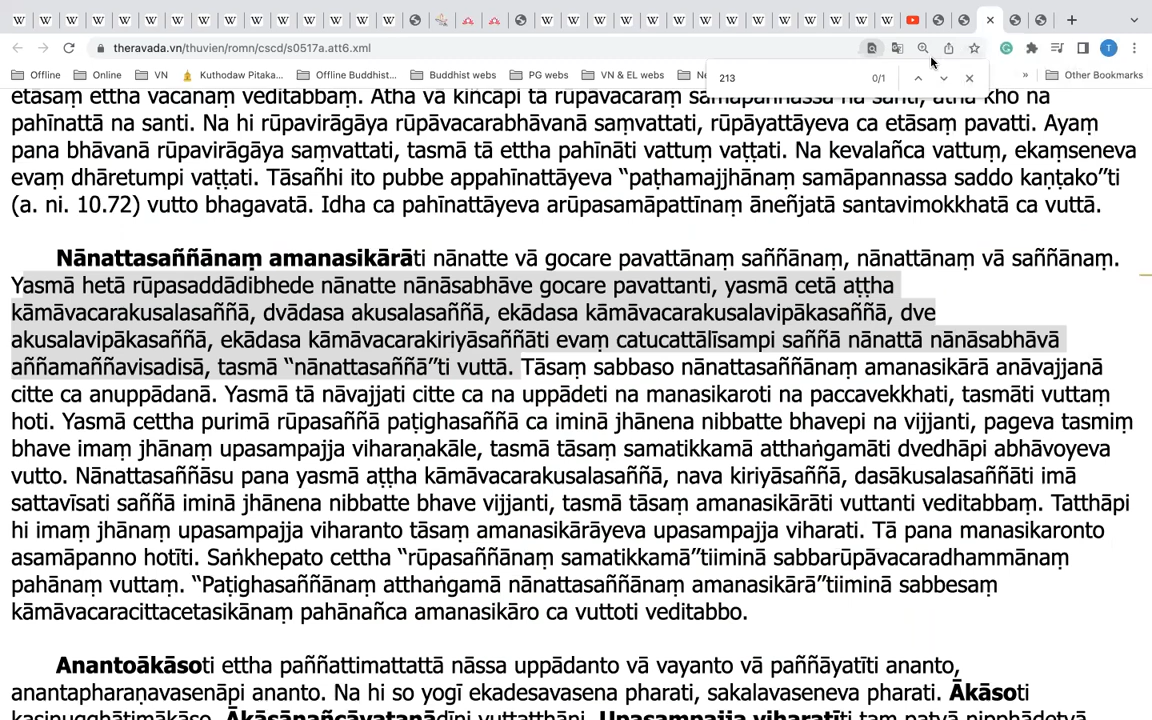 theravada.vn/thuvien/romn/cscd/s0517a.att6.xml
Offline
Online
VN
Kuthodaw Pitaka...
Offline Buddhist...
Buddhist webs
PG webs
VN & EL webs
213
0/1
»
Other Bookmarks
etāsaṃ ettha vacanaṃ veditabbaṃ. Atha vā kiñcāpi tā rūpāvacaraṃ samāpannassa na santi, atha kho na
pahīnattā na santi. Na hi rūpavirāgāya rūpāvacarabhāvanā saṃvattati, rūpāyattāyeva ca etāsaṃ pavatti. Ayaṃ
pana bhāvanā rūpavirāgāya saṃvattati, tasmā tā ettha pahīnāti vattuṃ vaṭṭati. Na kevalañca vattuṃ, ekaṃseneva
evaṃ dhāretumpi vaṭṭati. Tāsañhi ito pubbe appahīnattāyeva “paṭhamajjhānaṃ samāpannassa saddo kaṇṭako”ti
(a. ni. 10.72) vutto bhagavatā. Idha ca pahīnattāyeva arūpasamāpattīnaṃ āneñjatā santavimokkhatā ca vuttā.
Nānattasaññānaṃ amanasikārāti nānatte vā gocare pavattānaṃ saññānaṃ, nānattānaṃ vā saññānaṃ.
Yasmā hetā rūpasaddādibhede nānatte nānāsabhāve gocare pavattanti, yasmā cetā aṭṭha
kāmāvacarakusalasaññā, dvādasa akusalasaññā, ekādasa kāmāvacarakusalavipākasaññā, dve
akusalavipākasaññā, ekādasa kāmāvacarakiriyāsaññāti evaṃ catucattālīsampi saññā nānattā nānāsabhāvā
aññamaññavisadisā, tasmā “nānattasaññā”ti vuttā. Tāsaṃ sabbaso nānattasaññānaṃ amanasikārā anāvajjanā
citte ca anuppādanā. Yasmā tā nāvajjati citte ca na uppādeti na manasikaroti na paccavekkhati, tasmāti vuttaṃ
hoti. Yasmā cettha purimā rūpasaññā paṭighasaññā ca iminā jhānena nibbatte bhavepi na vijjanti, pageva tasmiṃ
bhave imaṃ jhānaṃ upasampajja viharaṇakāle, tasmā tāsaṃ samatikkamā atthaṅgamāti dvedhāpi abhāvoyeva
vutto. Nānattasaññāsu pana yasmā aṭṭha kāmāvacarakusalasaññā, nava kiriyāsaññā, dasākusalasaññāti imā
sattavīsati saññā iminā jhānena nibbatte bhave vijjanti, tasmā tāsaṃ amanasikārāti vuttanti veditabbaṃ. Tatthāpi
hi imaṃ jhānaṃ upasampajja viharanto tāsaṃ amanasikārāyeva upasampajja viharati. Tā pana manasikaronto
asamāpanno hotīti. Saṅkhepato cettha “rūpasaññānaṃ samatikkamā”tiiminā sabbarūpāvacaradhammānaṃ
pahānaṃ vuttaṃ. “Paṭighasaññānaṃ atthaṅgamā nānattasaññānaṃ amanasikārā”tiiminā sabbesaṃ
kāmāvacaracittacetasikānaṃ pahānañca amanasikāro ca vuttoti veditabbo.
Anantoākāsoti ettha paññattimattattā nāssa uppādanto vā vayanto vā paññāyatīti ananto,
anantapharaṇavasenāpi ananto. Na hi so yogī ekadesavasena pharati, sakalavaseneva pharati. Ākāsoti
kasiṇugghāṭimākāso. Ākāsānañcāyatanādīni vuttatthāni. Upasampajja viharatīti taṃ patvā nipphādetvā